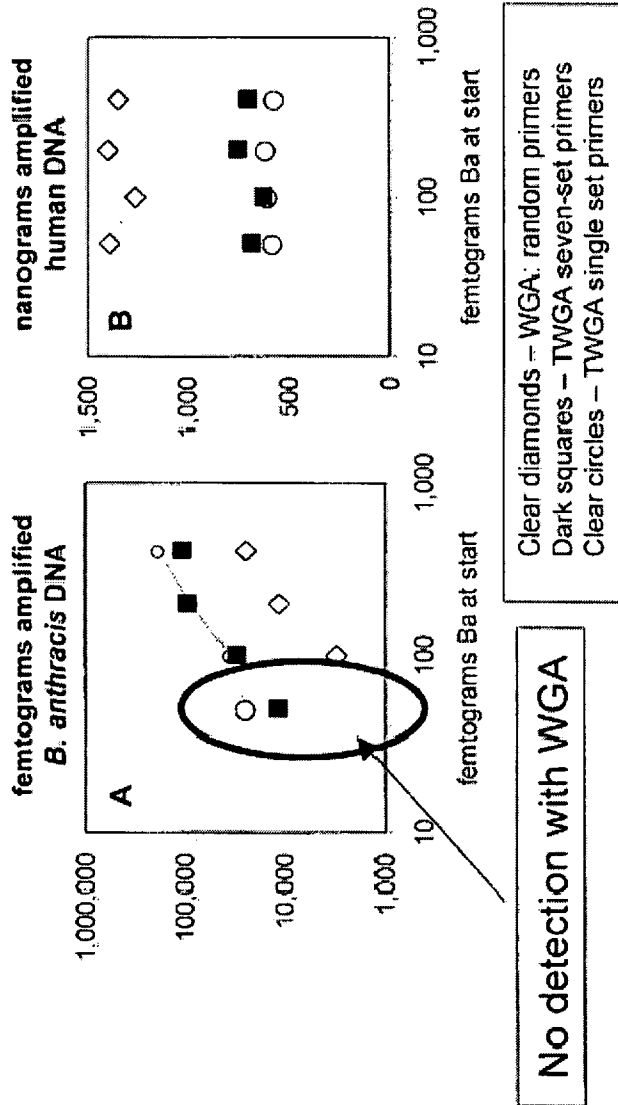 femtograms amplified
B. anthracis DNA
A
1,000,000
100,000
10,000
1,000
10
100
1,000
femtograms Ba at start
nanograms amplified
human DNA
B
1,500
1,000
500
0
10
100
1,000
femtograms Ba at start
No detection with WGA
Clear diamonds – WGA: random primers
Dark squares – TWGA seven-set primers
Clear circles – TWGA single set primers